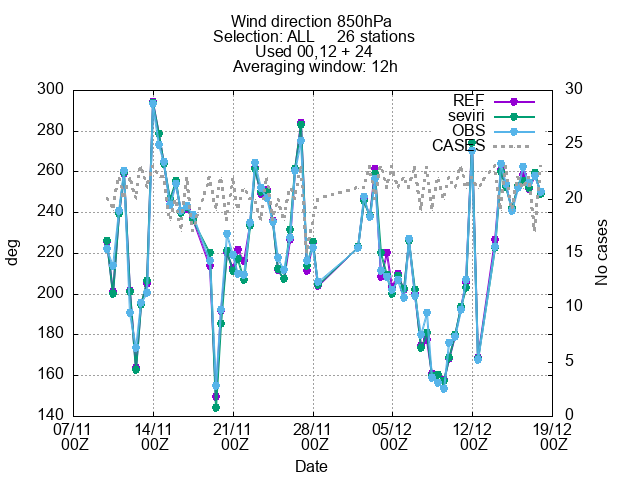 Wind direction 850hPa
Selection: ALL 26 stations
Used 00,12 + 24
Averaging window: 12h
300
280
260
240
220
200
180
160
140
deg
30
25
20
15
10
5
0
No cases
REF
seviri
OBS
CASES
07/11 14/11 21/11 28/11 05/12 12/12 19/12
00Z 00Z 00Z 00Z 00Z 00Z 00Z
Date